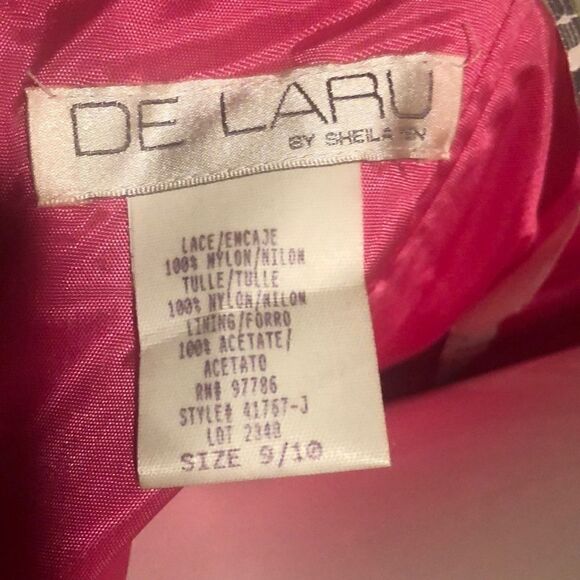 DE LARU
BY SHEILA
LACE/ENCAJE
100% NYLON/NILON
TULLE/TULLE
100% NYLON/NILON
LINING/FORRO
100% ACETATE/
ACETATO
RN# 97786
STYLE# 41767-J
LOT 2348
SIZE 9/10